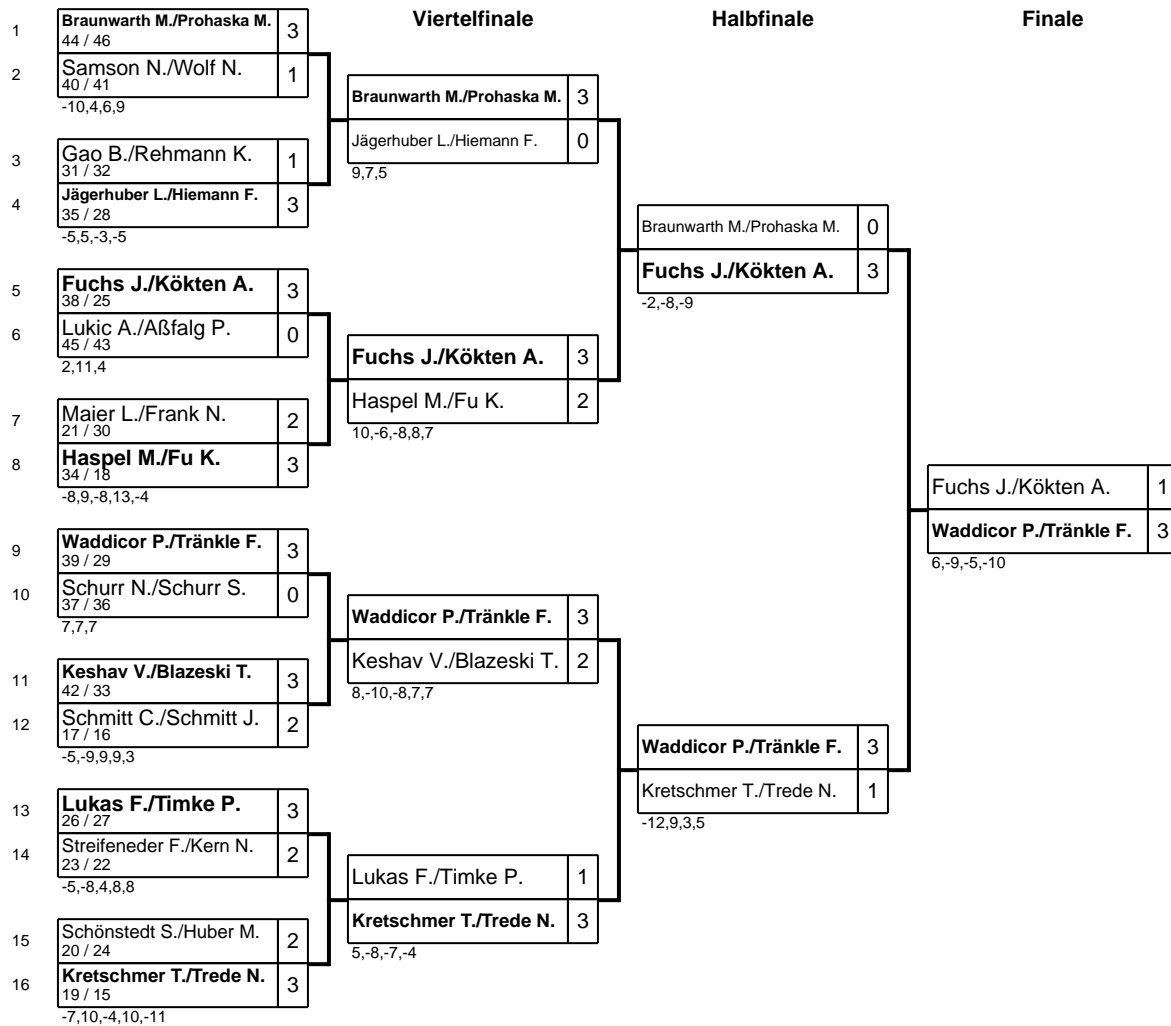 Viertelfinale
Halbfinale
Finale
1
Braunwarth M./Prohaska M.
44 / 46
3
2
Samson N./Wolf N.
40 / 41
1
-10,4,6,9
3
Gao B./Rehmann K.
31 / 32
1
4
Jägerhuber L./Hiemann F.
35 / 28
3
-5,5,-3,-5
5
Fuchs J./Kökten A.
38 / 25
3
6
Lukic A./Aßfalg P.
45 / 43
0
2,11,4
7
Maier L./Frank N.
21 / 30
2
8
Haspel M./Fu K.
34 / 18
3
-8,9,-8,13,-4
9
Waddicor P./Tränkle F.
39 / 29
3
10
Schurr N./Schurr S.
37 / 36
0
7,7,7
11
Keshav V./Blazeski T.
42 / 33
3
12
Schmitt C./Schmitt J.
17 / 16
2
-5,-9,9,9,3
13
Lukas F./Timke P.
26 / 27
3
14
Streifeneder F./Kern N.
23 / 22
2
-5,-8,4,8,8
15
Schönstedt S./Huber M.
20 / 24
2
16
Kretschmer T./Trede N.
19 / 15
3
-7,10,-4,10,-11
Braunwarth M./Prohaska M. 3
Jägerhuber L./Hiemann F. 0
9,7,5
Fuchs J./Kökten A. 3
Haspel M./Fu K. 2
10,-6,-8,8,7
Waddicor P./Tränkle F. 3
Keshav V./Blazeski T. 2
8,-10,-8,7,7
Lukas F./Timke P. 1
Kretschmer T./Trede N. 3
5,-8,-7,-4
Braunwarth M./Prohaska M. 0
Fuchs J./Kökten A. 3
-2,-8,-9
Waddicor P./Tränkle F. 3
Kretschmer T./Trede N. 1
-12,9,3,5
Fuchs J./Kökten A. 1
Waddicor P./Tränkle F. 3
6,-9,-5,-10